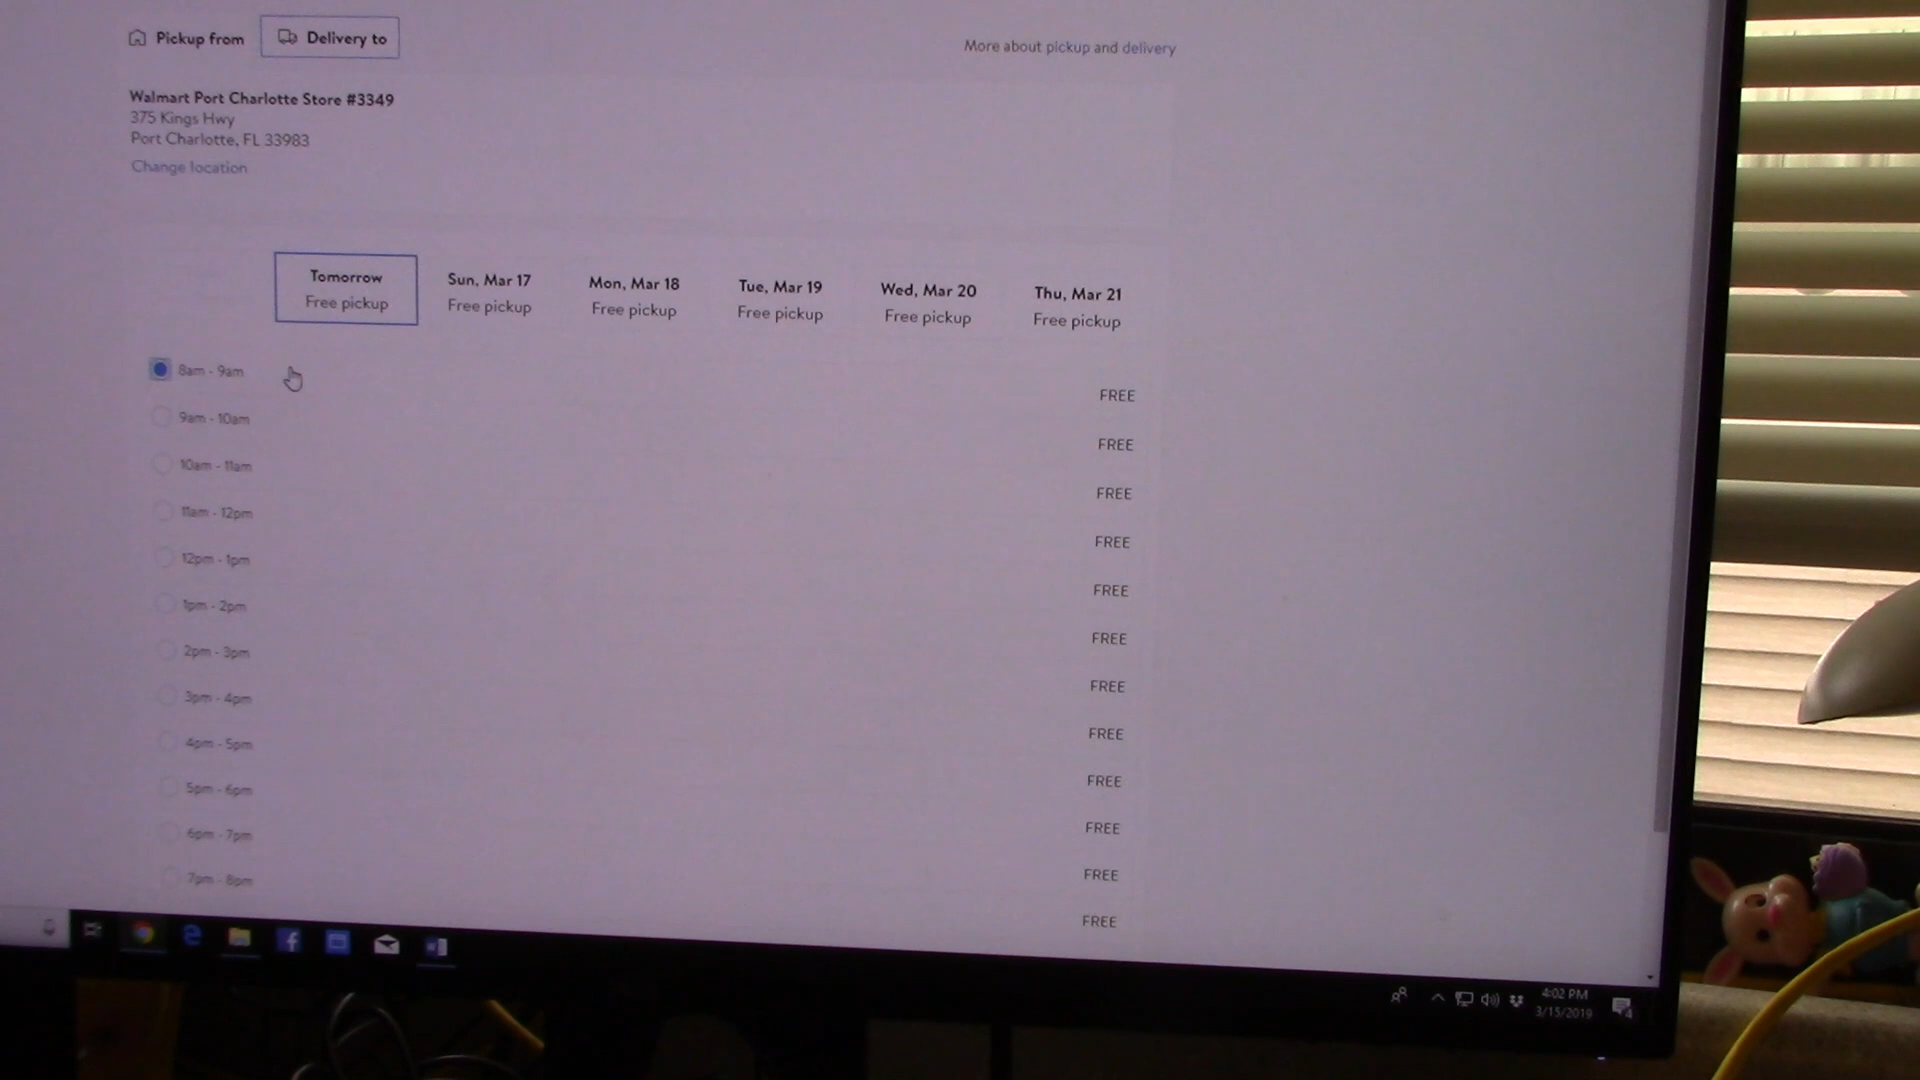 Pickup from Delivery to
More about pickup and delivery
Walmart Port Charlotte Store #3349
375 Kings Hwy
Port Charlotte, FL 33983
Change location
Tomorrow Sun, Mar 17 Mon, Mar 18 Tue, Mar 19 Wed, Mar 20 Thu, Mar 21
Free pickup Free pickup Free pickup Free pickup Free pickup Free pickup
8am - 9am FREE
9am - 10am FREE
10am - 11am FREE
11am - 12pm FREE
12pm - 1pm FREE
1pm - 2pm FREE
2pm - 3pm FREE
3pm - 4pm FREE
4pm - 5pm FREE
5pm - 6pm FREE
6pm - 7pm FREE
7pm - 8pm FREE
4:02 PM
3/15/2019
4